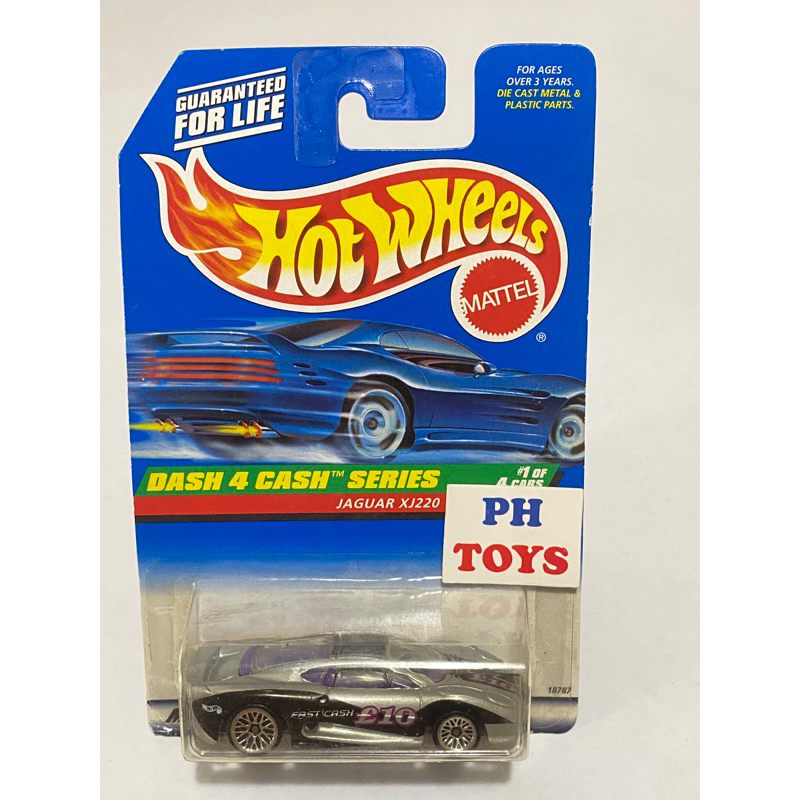 GUARANTEED
FOR LIFE
FOR AGES
OVER 3 YEARS.
DIE CAST METAL &
PLASTIC PARTS.
HOT WHEELS
MATTEL
®
DASH 4 CASH™ SERIES
#1 OF
4 CARS
JAGUAR XJ220
PH
TOYS
18787
FAST CASH